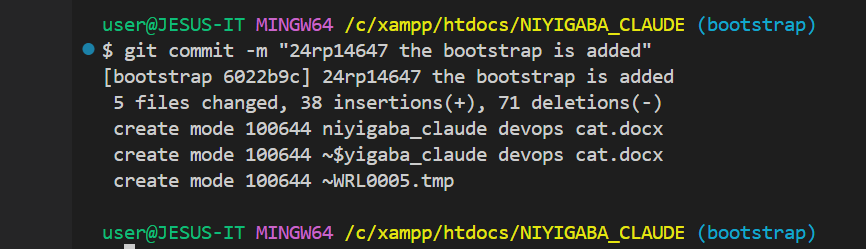 user@JESUS-IT MINGW64 /c/xampp/htdocs/NIYIGABA_CLAUDE (bootstrap)
$ git commit -m "24rp14647 the bootstrap is added"
[bootstrap 6022b9c] 24rp14647 the bootstrap is added
 5 files changed, 38 insertions(+), 71 deletions(-)
 create mode 100644 niyigaba_claude devops cat.docx
 create mode 100644 ~$yigaba_claude devops cat.docx
 create mode 100644 ~WRL0005.tmp
user@JESUS-IT MINGW64 /c/xampp/htdocs/NIYIGABA_CLAUDE (bootstrap)